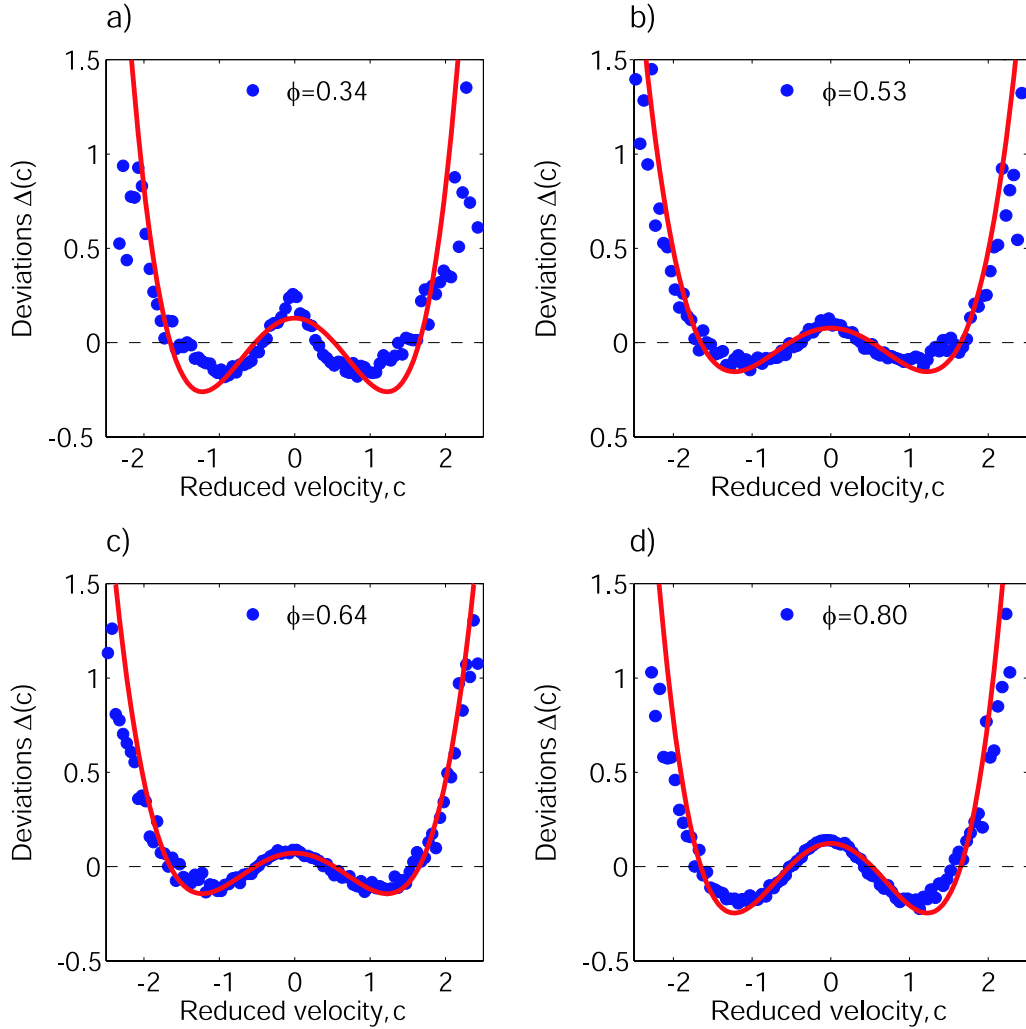 a)
1.5
1
0.5
0
-0.5
-2 -1 0 1 2
Deviations Δ(c)
Reduced velocity, c
ϕ=0.34
b)
1.5
1
0.5
0
0.5
-2 -1 0 1 2
Deviations Δ(c)
Reduced velocity, c
ϕ=0.53
c)
1.5
1
0.5
0
-0.5
-2 -1 0 1 2
Deviations Δ(c)
Reduced velocity, c
ϕ=0.64
d)
1.5
1
0.5
0
-0.5
-2 -1 0 1 2
Deviations Δ(c)
Reduced velocity, c
ϕ=0.80